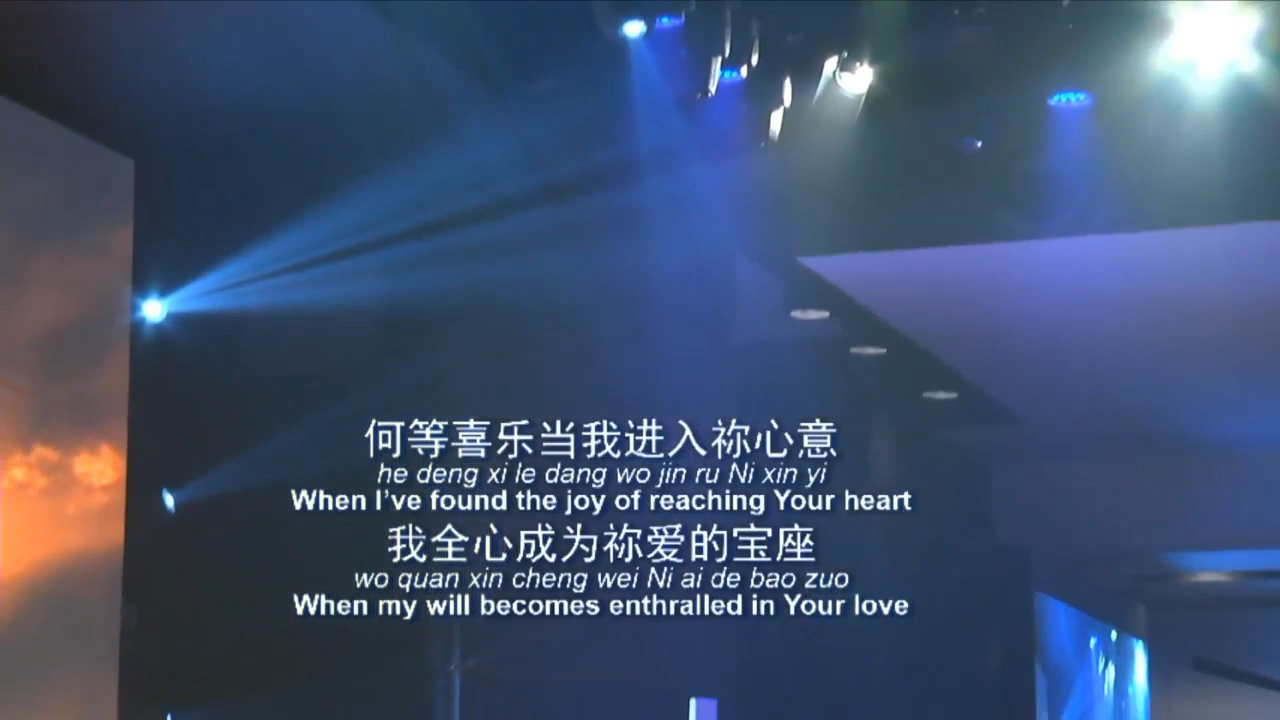 何等喜乐当我进入祢心意
he deng xi le dang wo jin ru Ni xin yi
When I've found the joy of reaching Your heart
我全心成为祢爱的宝座
wo quan xin cheng wei Ni ai de bao zuo
When my will becomes enthralled in Your love